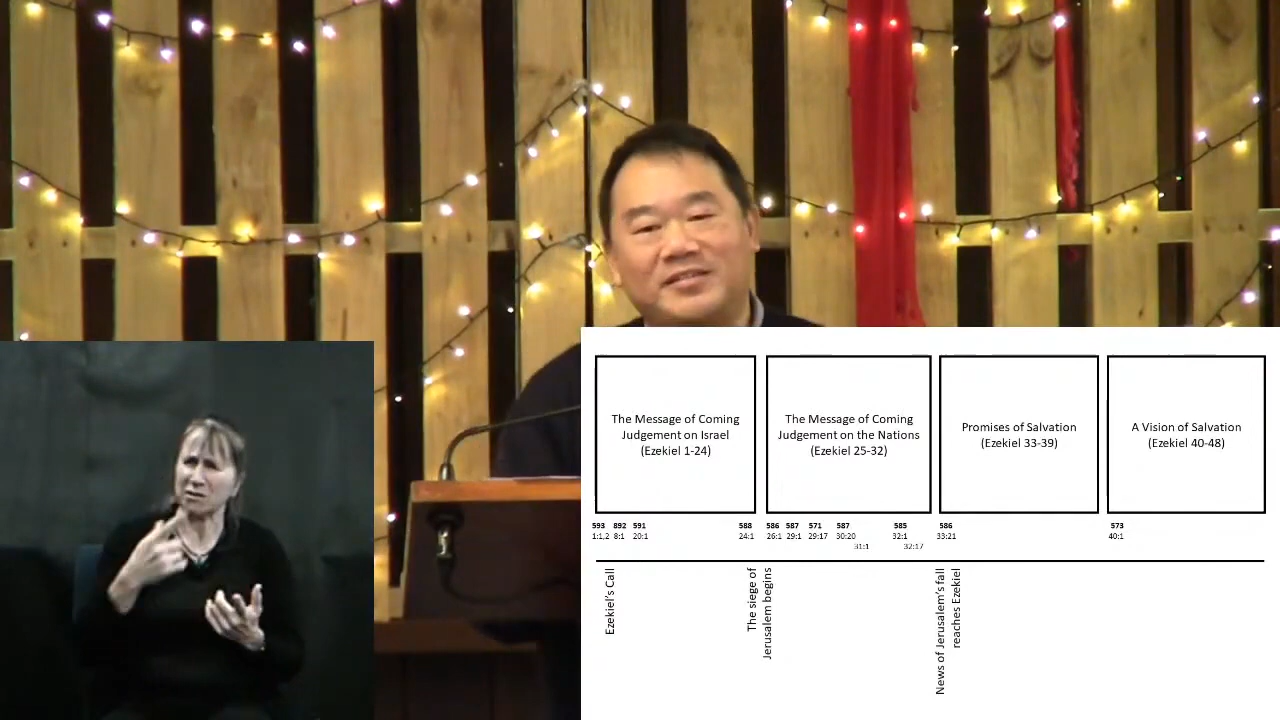 The Message of Coming
Judgement on Israel
(Ezekiel 1-24)
The Message of Coming
Judgement on the Nations
(Ezekiel 25-32)
Promises of Salvation
(Ezekiel 33-39)
A Vision of Salvation
(Ezekiel 40-48)
593 892 591 588 586 587 571 587 585 586 573
1:1,2 8:1 20:1 24:1 26:1 29:1 29:17 30:20 32:1 33:21 40:1
31:1 32:17
Ezekiel's Call
The siege of
Jerusalem begins
News of Jerusalem's fall
reaches Ezekiel